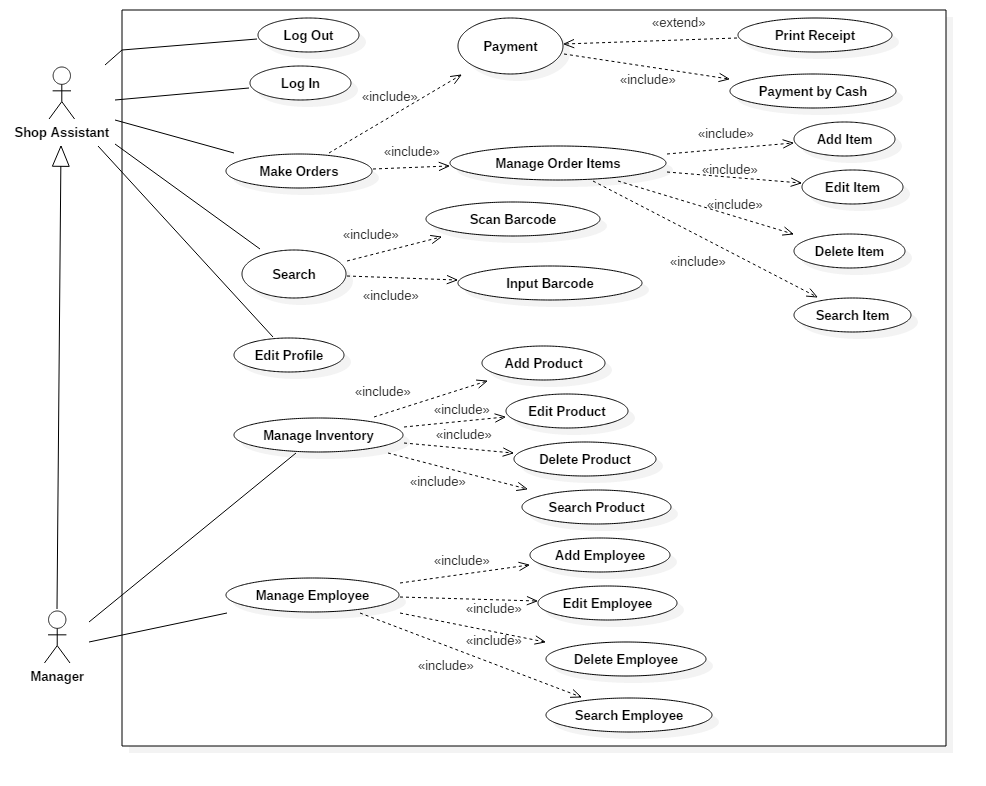 Log Out
«extend»
Print Receipt
Payment
Log In
«include»
Payment by Cash
«include»
Shop Assistant
Make Orders
«include»
Manage Order Items
«include»
Add Item
«include»
Edit Item
«include»
Delete Item
«include»
Search Item
Search
«include»
Scan Barcode
Input Barcode
«include»
Edit Profile
Add Product
«include»
Manage Inventory
«include»
Edit Product
«include»
Delete Product
«include»
Search Product
Manage Employee
«include»
Add Employee
«include»
Edit Employee
«include»
Delete Employee
«include»
Search Employee
Manager